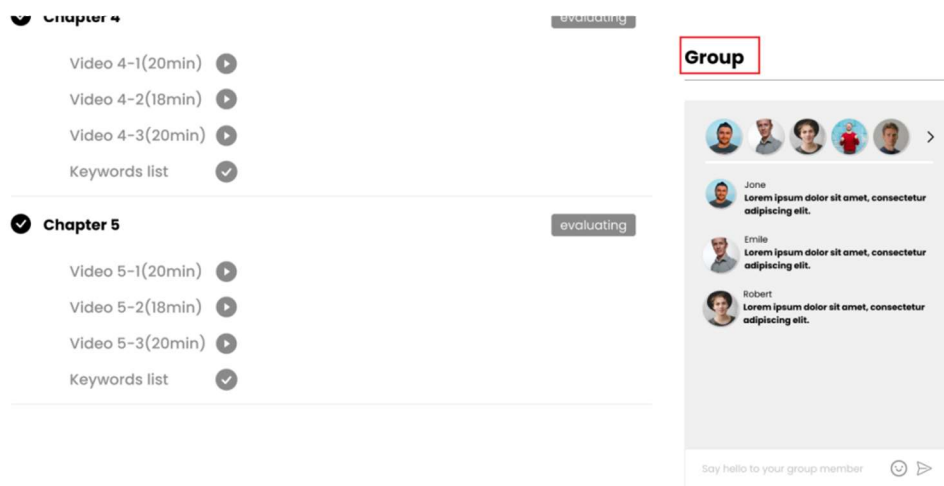 Chapter 4
evaluating
Video 4-1(20min)
Video 4-2(18min)
Video 4-3(20min)
Keywords list
Chapter 5
evaluating
Video 5-1(20min)
Video 5-2(18min)
Video 5-3(20min)
Keywords list
Group
Jone
Lorem ipsum dolor sit amet, consectetur
adipiscing elit.
Emile
Lorem ipsum dolor sit amet, consectetur
adipiscing elit.
Robert
Lorem ipsum dolor sit amet, consectetur
adipiscing elit.
Say hello to your group member